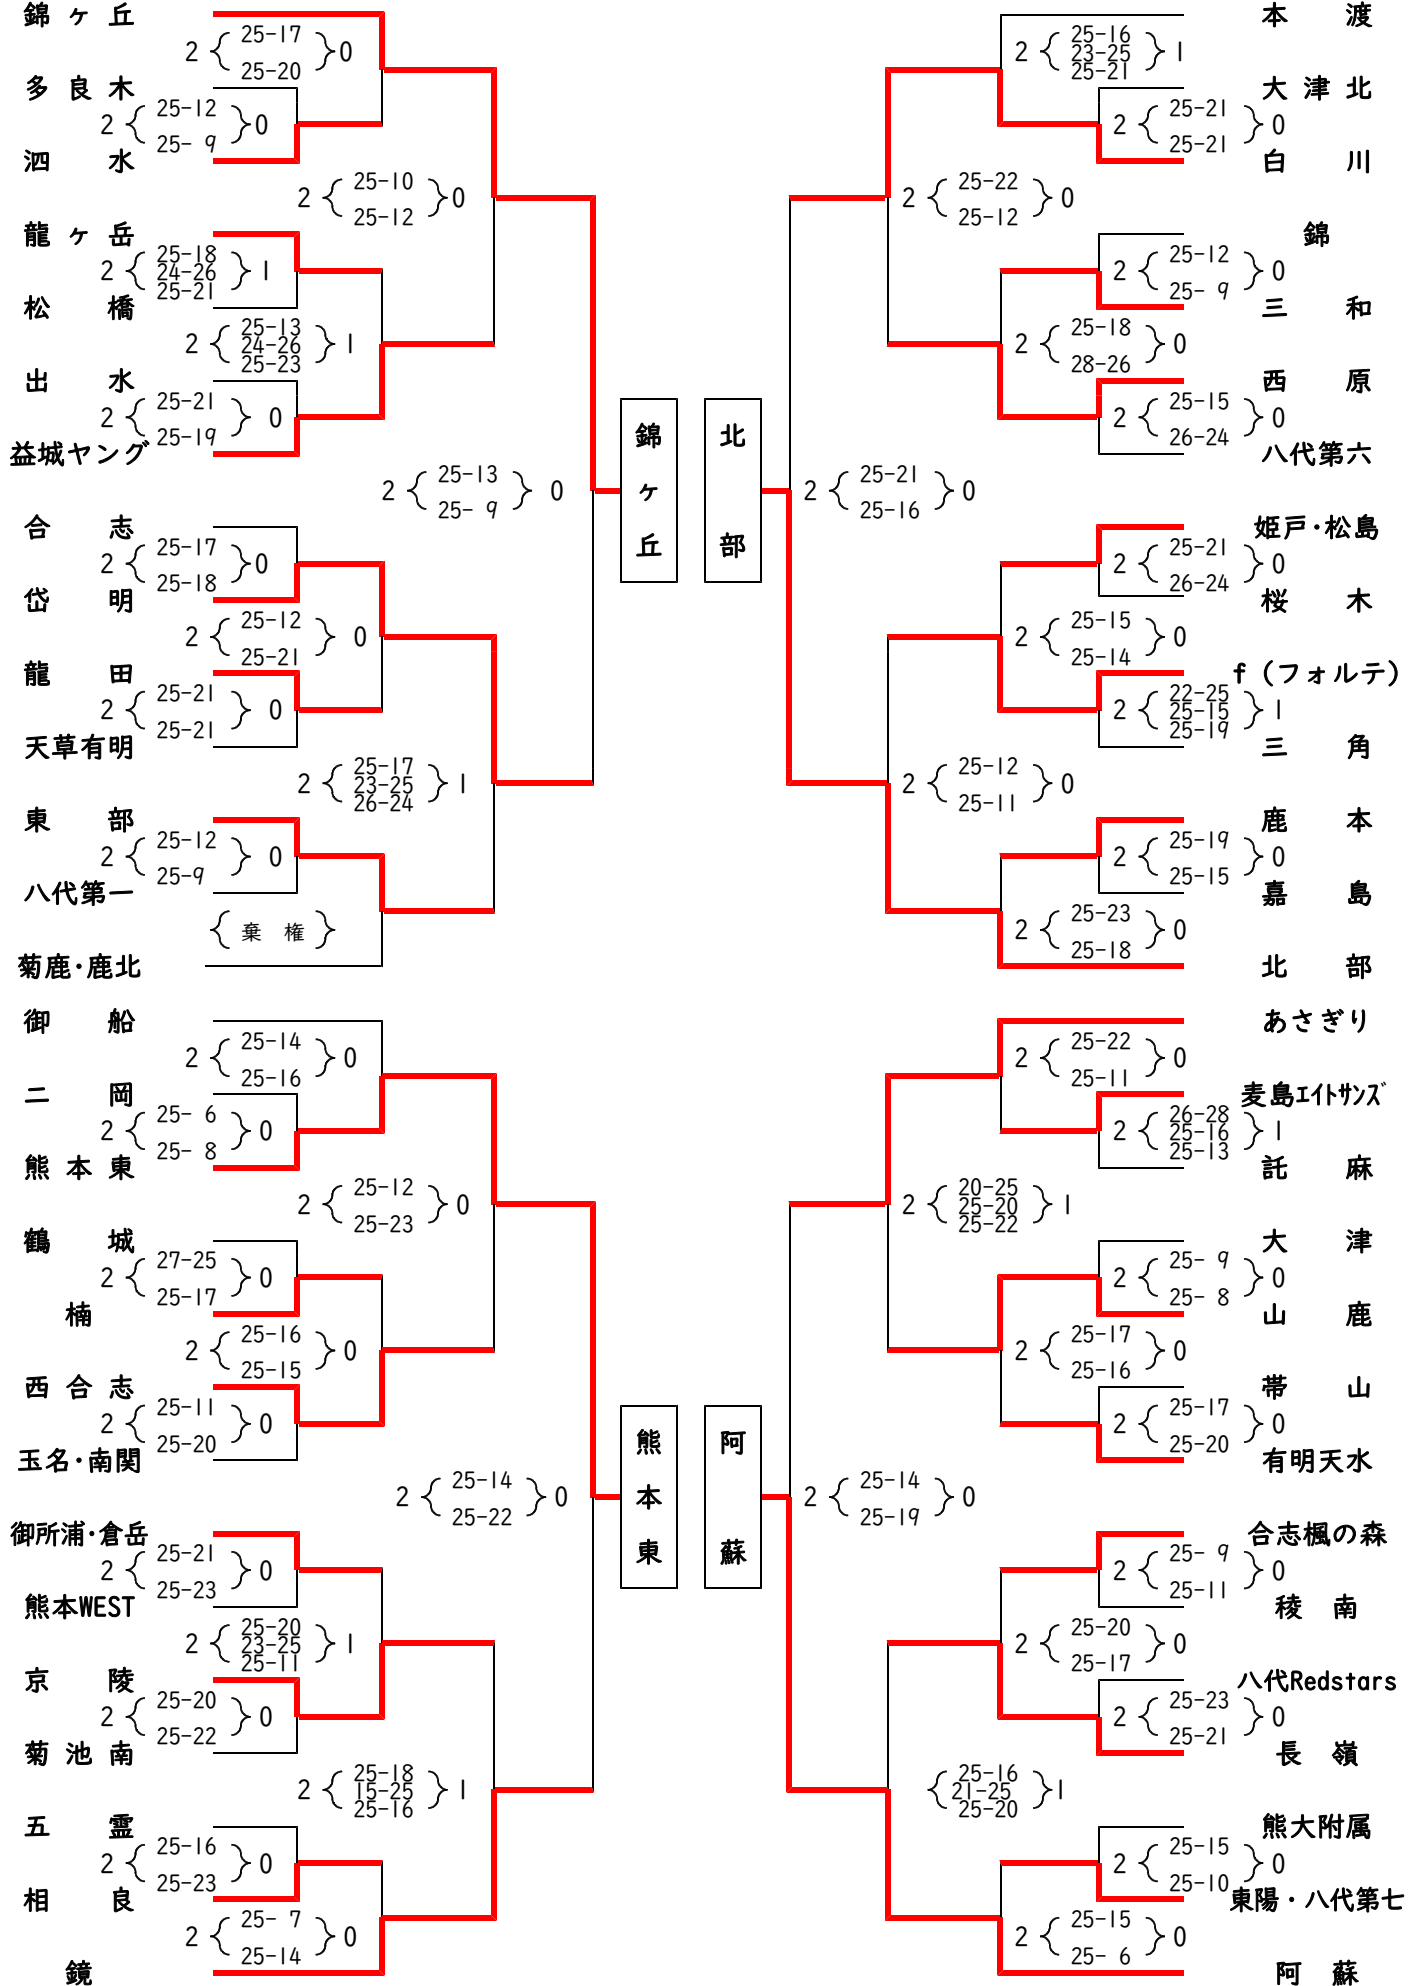 錦ヶ丘
2 25-17 0
25-20
多良木
2 25-12 0
25- 9
泗水
2 25-10 0
25-12
龍ヶ岳
2 25-18 1
24-26
25-21
松橋
2 25-13 1
24-26
25-23
出水
2 25-21 0
25-19
益城ヤング
2 25-13 0
25- 9
錦ヶ丘
合志
2 25-17 0
25-18
岱明
2 25-12 0
25-21
龍田
2 25-21 0
25-21
天草有明
2 25-17 1
23-25
26-24
東部
2 25-12 0
25-9
八代第一
棄権
菊鹿・鹿北
本渡
2 25-16 1
23-25
25-21
大津北
2 25-21 0
25-21
白川
2 25-22 0
25-12
錦
2 25-12 0
25- 9
三和
2 25-18 0
28-26
西原
2 25-15 0
26-24
八代第六
北部
2 25-21 0
25-16
姫戸・松島
2 25-21 0
26-24
桜木
2 25-15 0
25-14
f（フォルテ）
2 22-25 1
25-15
25-19
三角
2 25-12 0
25-11
鹿本
2 25-19 0
25-15
嘉島
2 25-23 0
25-18
北部
御船
2 25-14 0
25-16
二岡
2 25- 6 0
25- 8
熊本東
2 25-12 0
25-23
鶴城
2 27-25 0
25-17
楠
2 25-16 0
25-15
西合志
2 25-11 0
25-20
玉名・南関
2 25-14 0
25-22
熊本東
御所浦・倉岳
2 25-21 0
25-23
熊本WEST
2 25-20 1
23-25
25-11
京陵
2 25-20 0
25-22
菊池南
2 25-18 1
15-25
25-16
五霊
2 25-16 0
25-23
相良
2 25- 7 0
25-14
鏡
あさぎり
2 25-22 0
25-11
麦島ｴｲﾄｻﾝｽﾞ
2 26-28 1
25-16
25-13
託麻
2 20-25 1
25-20
25-22
大津
2 25- 9 0
25- 8
山鹿
2 25-17 0
25-16
帯山
2 25-17 0
25-20
有明天水
阿蘇
2 25-14 0
25-19
合志楓の森
2 25- 9 0
25-11
稜南
2 25-20 0
25-17
八代Redstars
2 25-23 0
25-21
長嶺
25-16 1
21-25
25-20
熊大附属
2 25-15 0
25-10
東陽・八代第七
2 25-15 0
25- 6
阿蘇